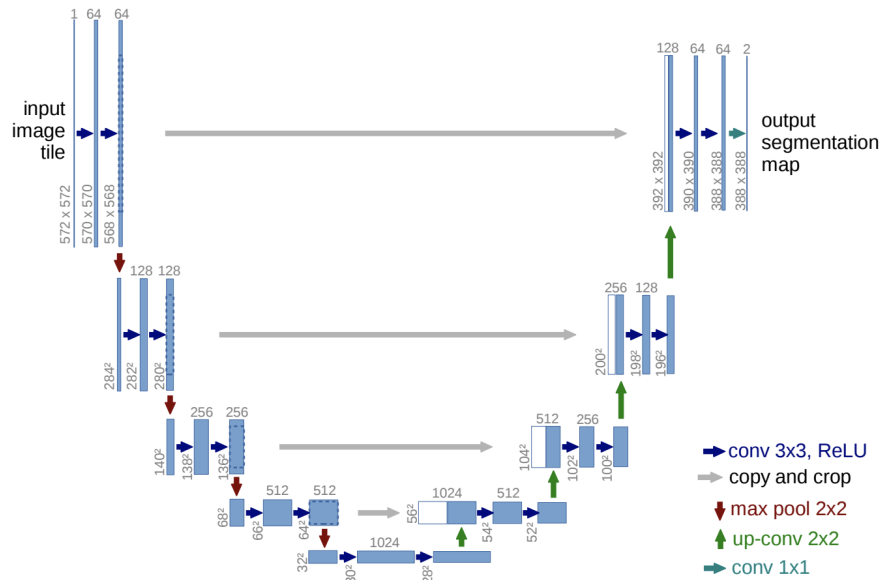 1 64 64
input
image
tile
572 x 572
570 x 570
568 x 568
128 64 64 2
output
segmentation
map
392 x 392
390 x 390
388 x 388
388 x 388
128 128
284²
282²
280²
256 128
200²
198²
196²
256 256
140²
138²
136²
512 256
104²
102²
100²
512 512
68²
66²
64²
1024 512
56²
54²
52²
1024
32²
30²
28²
conv 3x3, ReLU
copy and crop
max pool 2x2
up-conv 2x2
conv 1x1